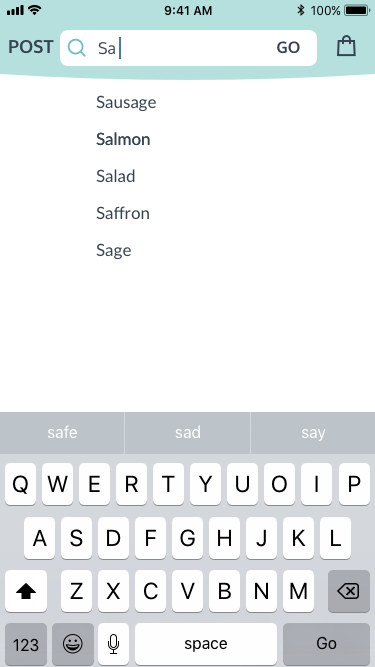 9:41 AM 100%
POST Sa GO
Sausage
Salmon
Salad
Saffron
Sage
safe sad say
Q W E R T Y U O I P
A S D F G H J K L
Z X C V B N M
123 space Go